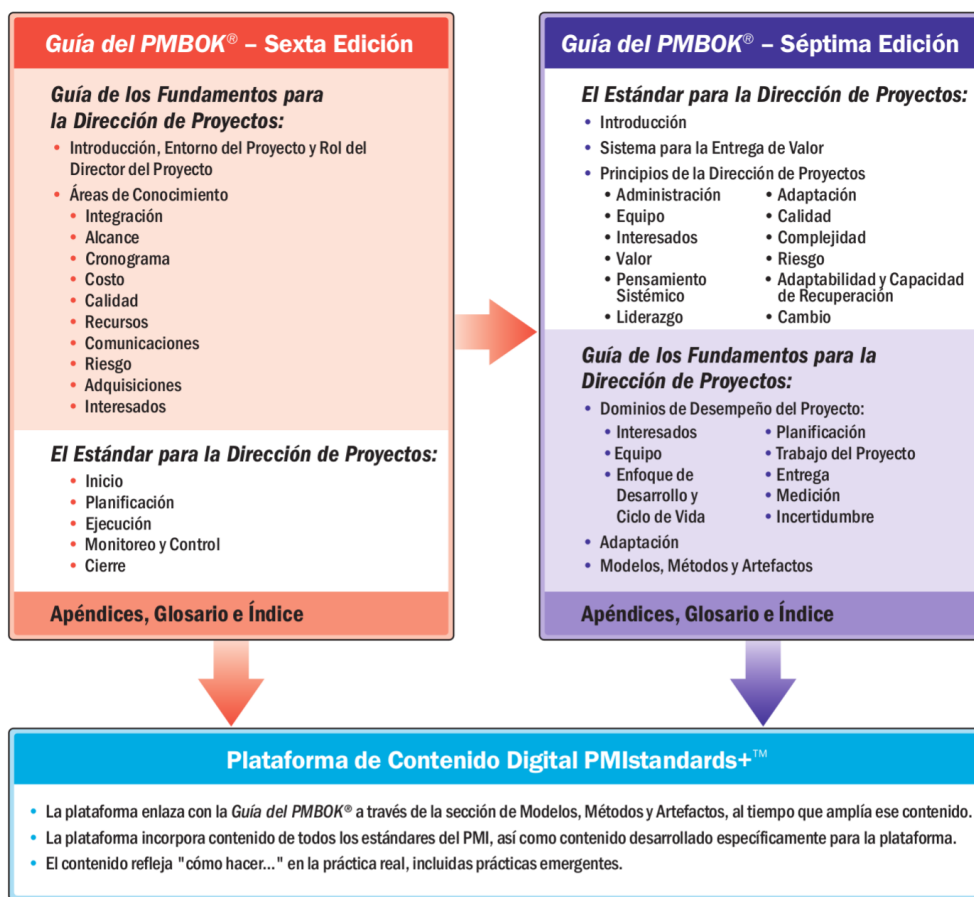 Guía del PMBOK® – Sexta Edición
Guía de los Fundamentos para
la Dirección de Proyectos:
• Introducción, Entorno del Proyecto y Rol del
Director del Proyecto
• Áreas de Conocimiento
• Integración
• Alcance
• Cronograma
• Costo
• Calidad
• Recursos
• Comunicaciones
• Riesgo
• Adquisiciones
• Interesados
El Estándar para la Dirección de Proyectos:
• Inicio
• Planificación
• Ejecución
• Monitoreo y Control
• Cierre
Apéndices, Glosario e Índice
Guía del PMBOK® – Séptima Edición
El Estándar para la Dirección de Proyectos:
• Introducción
• Sistema para la Entrega de Valor
• Principios de la Dirección de Proyectos
• Administración
• Equipo
• Interesados
• Valor
• Pensamiento
Sistémico
• Liderazgo
• Adaptación
• Calidad
• Complejidad
• Riesgo
• Adaptabilidad y Capacidad
de Recuperación
• Cambio
Guía de los Fundamentos para la
Dirección de Proyectos:
• Dominios de Desempeño del Proyecto:
• Interesados
• Equipo
• Enfoque de
Desarrollo y
Ciclo de Vida
• Planificación
• Trabajo del Proyecto
• Entrega
• Medición
• Incertidumbre
• Adaptación
• Modelos, Métodos y Artefactos
Apéndices, Glosario e Índice
Plataforma de Contenido Digital PMIstandards+™
• La plataforma enlaza con la Guía del PMBOK® a través de la sección de Modelos, Métodos y Artefactos, al tiempo que amplía ese contenido.
• La plataforma incorpora contenido de todos los estándares del PMI, así como contenido desarrollado específicamente para la plataforma.
• El contenido refleja "cómo hacer..." en la práctica real, incluidas prácticas emergentes.